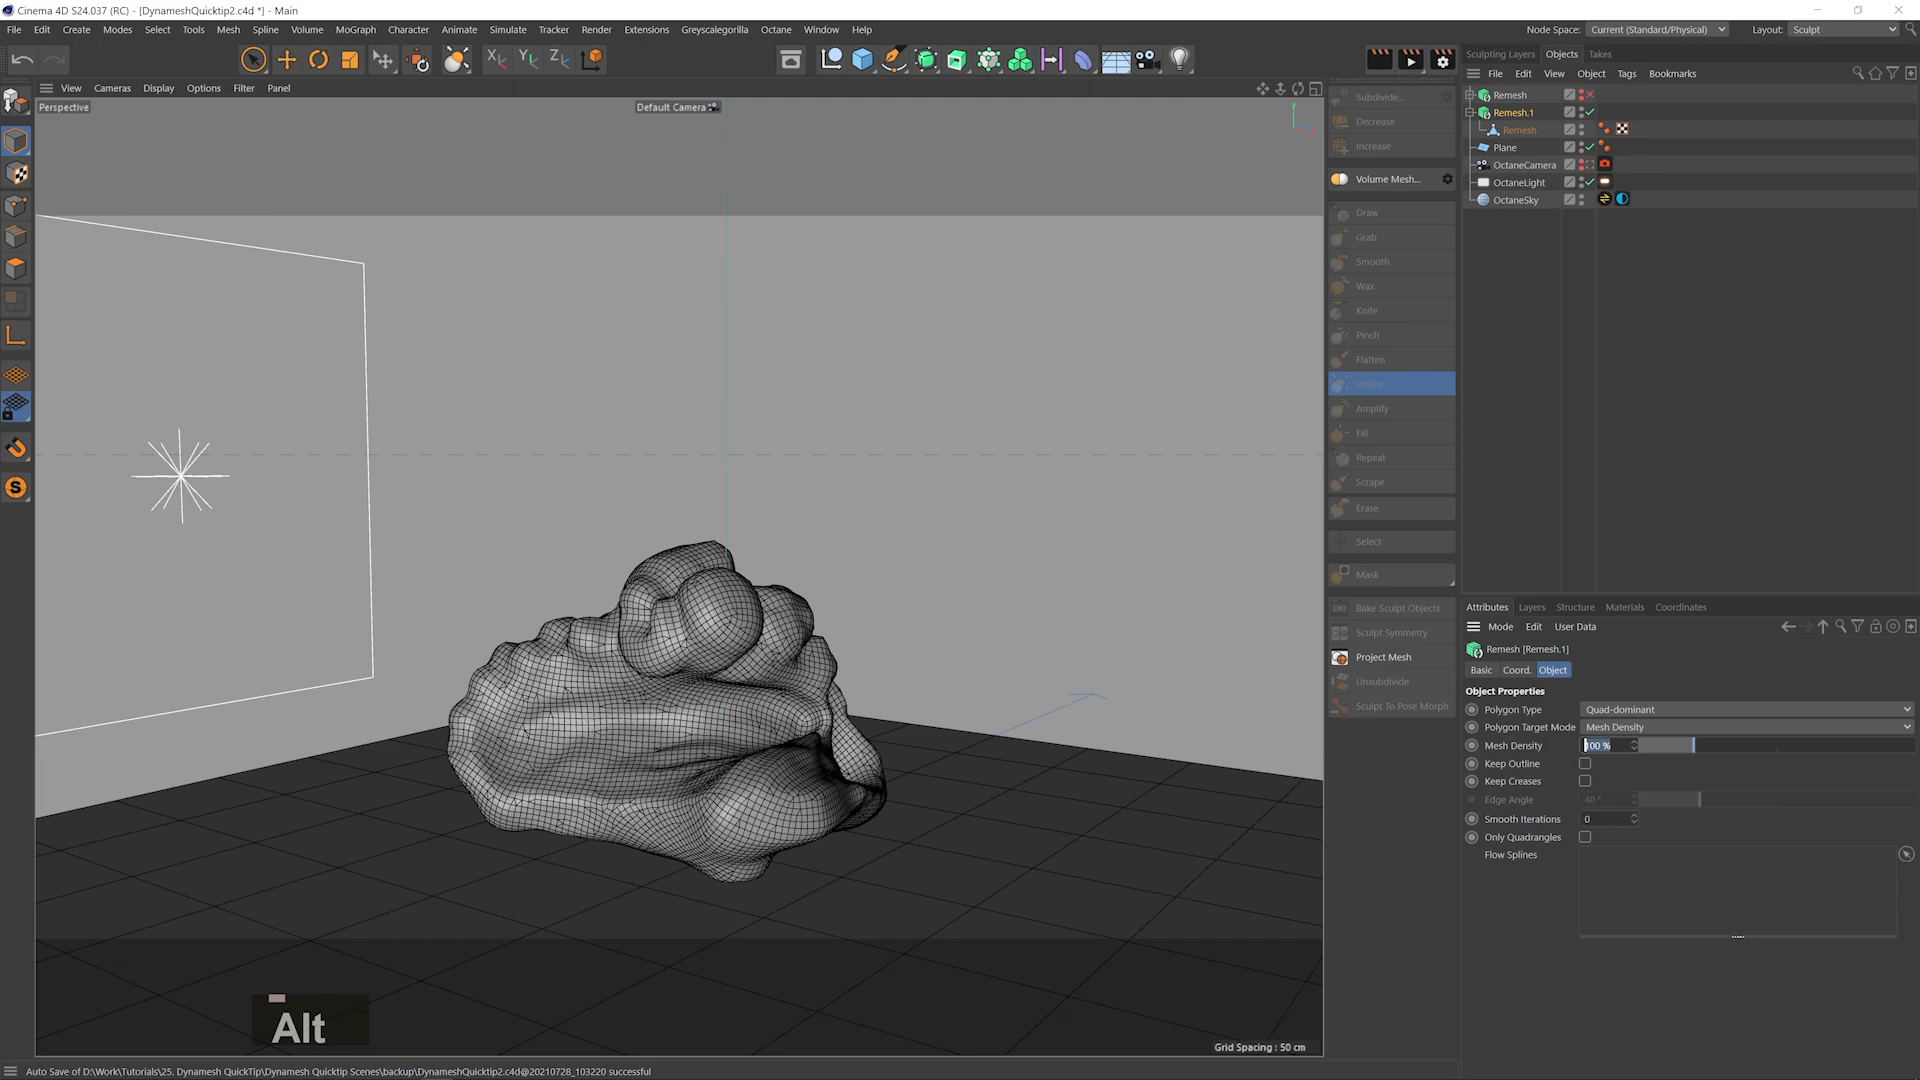 Cinema 4D S24.037 (RC) - [DynameshQuicktip2.c4d *] - Main
File Edit Create Modes Select Tools Mesh Spline Volume MoGraph Character Animate Simulate Tracker Render Extensions Greyscalegorilla Octane Window Help
Node Space: Current (Standard/Physical) Layout: Sculpt
View Cameras Display Options Filter Panel
Perspective
Default Camera
Y
Subdivide...
Decrease
Increase
Volume Mesh...
Draw
Grab
Smooth
Wax
Knife
Pinch
Flatten
Inflate
Amplify
Fill
Repeat
Scrape
Erase
Select
Mask
Bake Sculpt Objects
Sculpt Symmetry
Project Mesh
Unsubdivide
Sculpt To Pose Morph
Sculpting Layers Objects Takes
File Edit View Object Tags Bookmarks
Remesh
Remesh.1
Remesh
Plane
OctaneCamera
OctaneLight
OctaneSky
Attributes Layers Structure Materials Coordinates
Mode Edit User Data
Remesh [Remesh.1]
Basic Coord. Object
Object Properties
Polygon Type Quad-dominant
Polygon Target Mode Mesh Density
Mesh Density 100 %
Keep Outline
Keep Creases
Edge Angle 40 °
Smooth Iterations 0
Only Quadrangles
Flow Splines
Alt
Grid Spacing : 50 cm
Auto Save of D:\Work\Tutorials\25. Dynamesh QuickTip\Dynamesh Quicktip Scenes\backup\DynameshQuicktip2.c4d@20210728_103220 successful